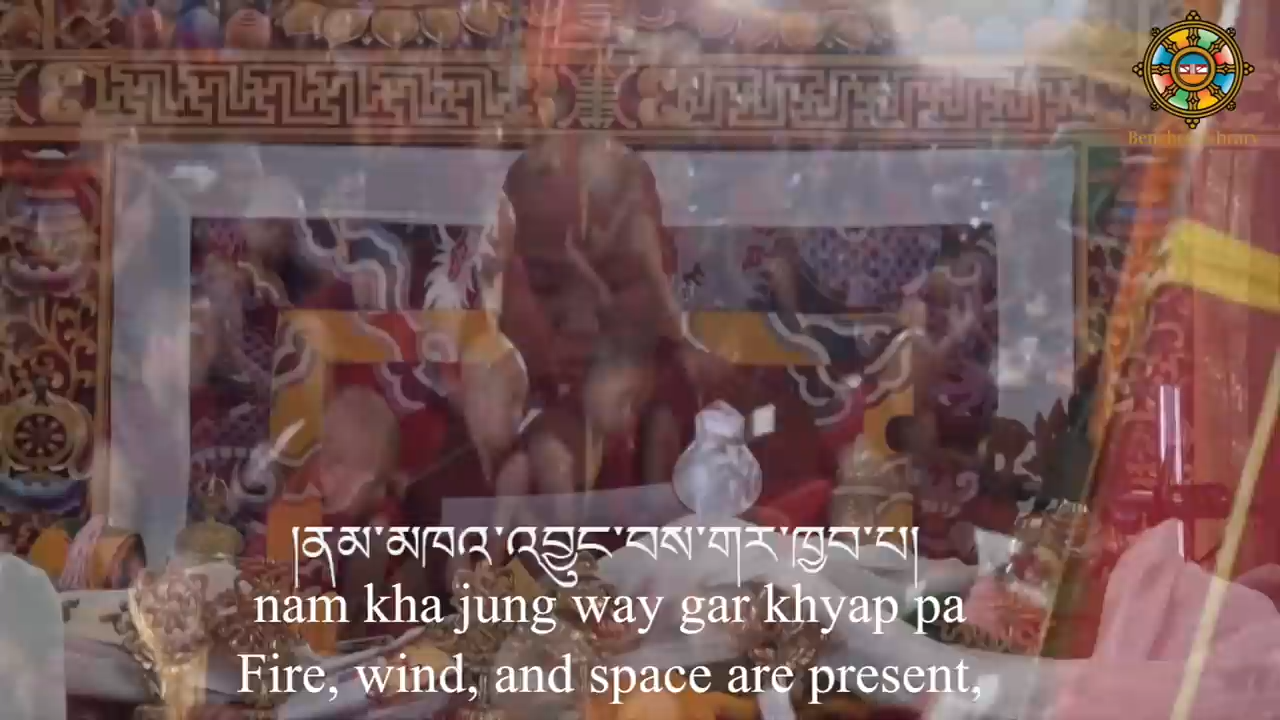 །ནམ་མཁའ་འབྱུང་བས་གར་ཁྱབ་པ།
nam kha jung way gar khyap pa
Fire, wind, and space are present,